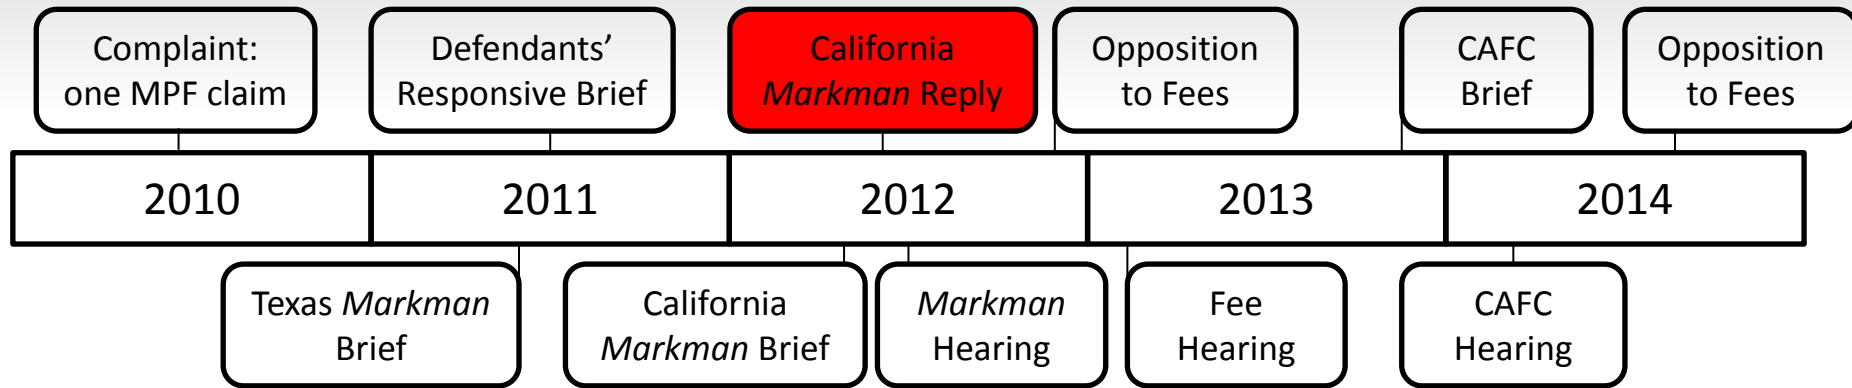 Complaint:
one MPF claim
Defendants’
Responsive Brief
California
Markman Reply
Opposition
to Fees
CAFC
Brief
Opposition
to Fees
2010
2011
2012
2013
2014
Texas Markman
Brief
California
Markman Brief
Markman
Hearing
Fee
Hearing
CAFC
Hearing